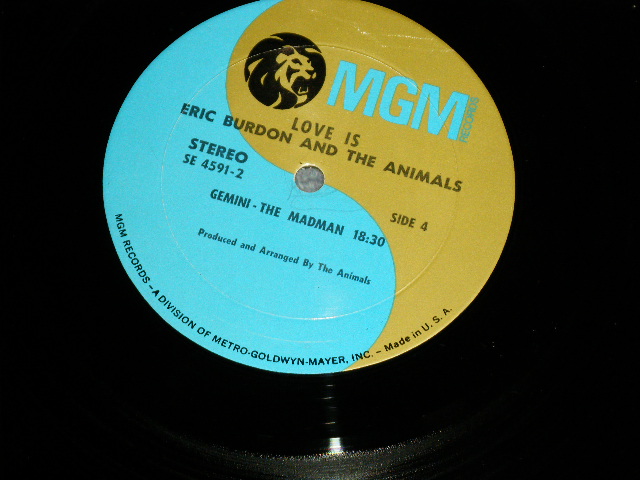 MGM
RECORDS
LOVE IS
ERIC BURDON AND THE ANIMALS
STEREO
SE 4591-2
SIDE 4
GEMINI - THE MADMAN 18:30
Produced and Arranged By The Animals
MGM RECORDS – A DIVISION OF METRO-GOLDWYN-MAYER, INC. – Made in U. S. A.